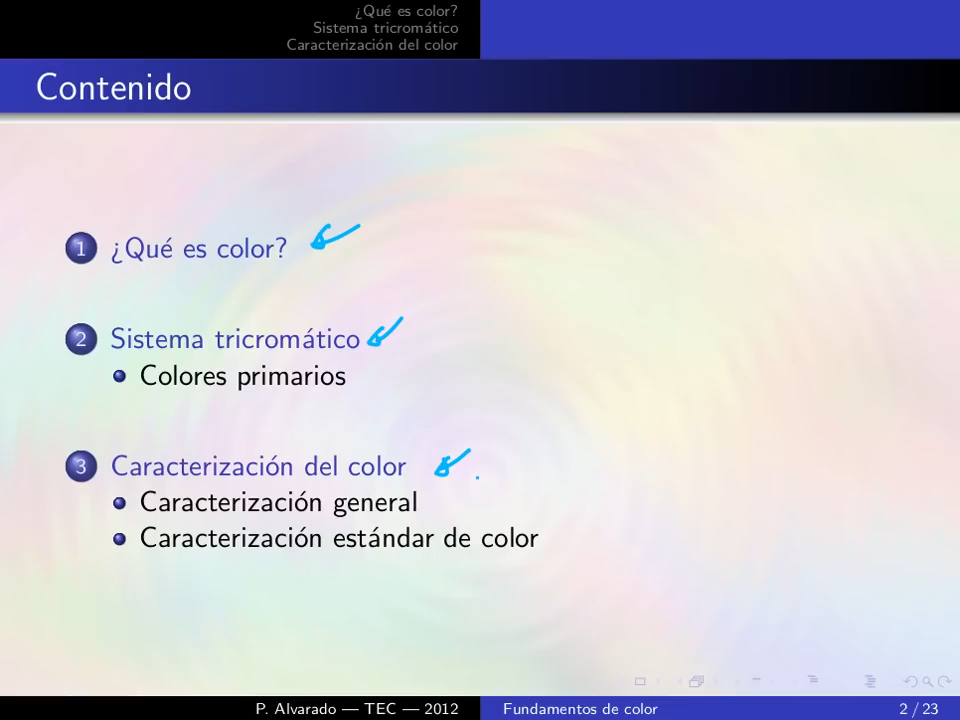 ¿Qué es color?
Sistema tricromático
Caracterización del color
Contenido
1 ¿Qué es color?
2 Sistema tricromático
Colores primarios
3 Caracterización del color
Caracterización general
Caracterización estándar de color
P. Alvarado — TEC — 2012 Fundamentos de color 2 / 23